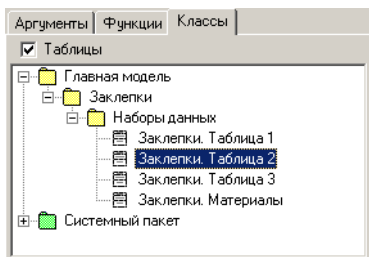 Аргументы Функции Классы
Таблицы
Главная модель
Заклепки
Наборы данных
Заклепки. Таблица 1
Заклепки. Таблица 2
Заклепки. Таблица 3
Заклепки. Материалы
Системный пакет